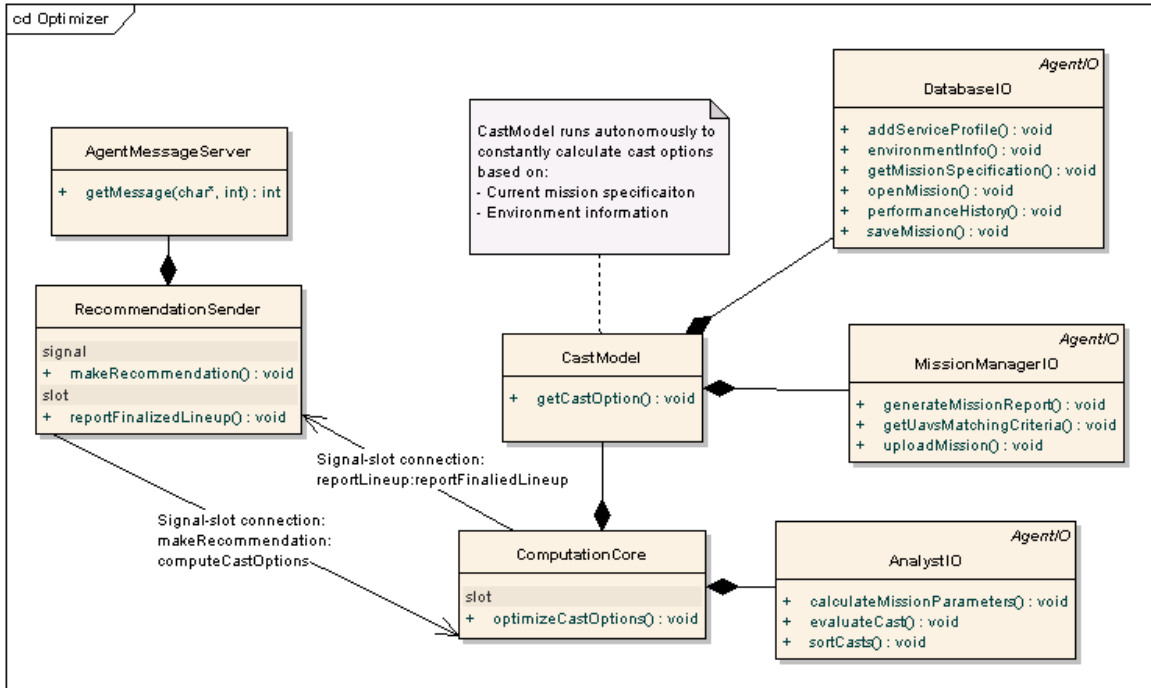 cd Optimizer
AgentMessageServer
+ getMessage(char*, int) : int
RecommendationSender
signal
+ makeRecommendation() : void
slot
+ reportFinalizedLineup() : void
CastModel runs autonomously to
constantly calculate cast options
based on:
- Current mission specificaiton
- Environment information
AgentIO
DatabaseIO
+ addServiceProfile() : void
+ environmentInfo() : void
+ getMissionSpecification() : void
+ openMission() : void
+ performanceHistory() : void
+ saveMission() : void
CastModel
+ getCastOption() : void
AgentIO
MissionManagerIO
+ generateMissionReport() : void
+ getUavsMatchingCriteria() : void
+ uploadMission() : void
Signal-slot connection:
reportLineup:reportFinaliedLineup
Signal-slot connection:
makeRecommendation:
computeCastOptions
ComputationCore
slot
+ optimizeCastOptions() : void
AgentIO
AnalystIO
+ calculateMissionParameters() : void
+ evaluateCast() : void
+ sortCasts() : void